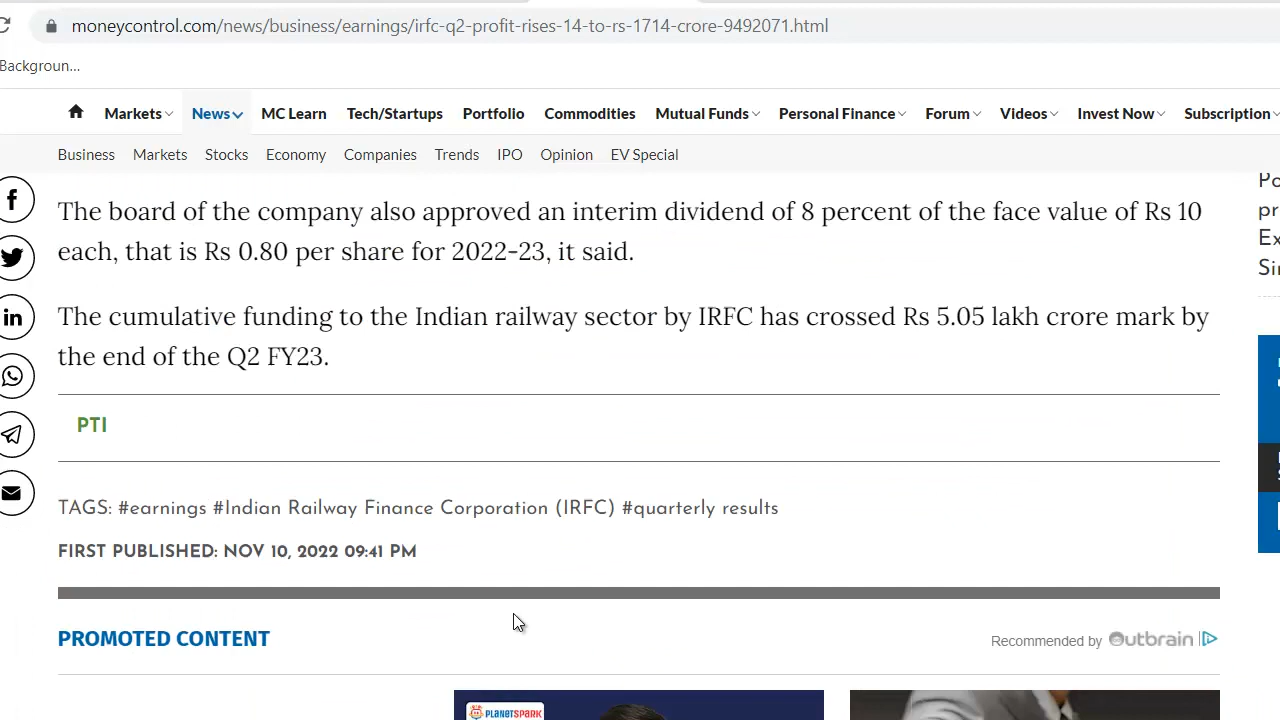 moneycontrol.com/news/business/earnings/irfc-q2-profit-rises-14-to-rs-1714-crore-9492071.html
Backgroun...
Markets News MC Learn Tech/Startups Portfolio Commodities Mutual Funds Personal Finance Forum Videos Invest Now Subscription
Business Markets Stocks Economy Companies Trends IPO Opinion EV Special
The board of the company also approved an interim dividend of 8 percent of the face value of Rs 10
each, that is Rs 0.80 per share for 2022-23, it said.
The cumulative funding to the Indian railway sector by IRFC has crossed Rs 5.05 lakh crore mark by
the end of the Q2 FY23.
PTI
TAGS: #earnings #Indian Railway Finance Corporation (IRFC) #quarterly results
FIRST PUBLISHED: NOV 10, 2022 09:41 PM
PROMOTED CONTENT
Recommended by Outbrain
PLANETSPARK